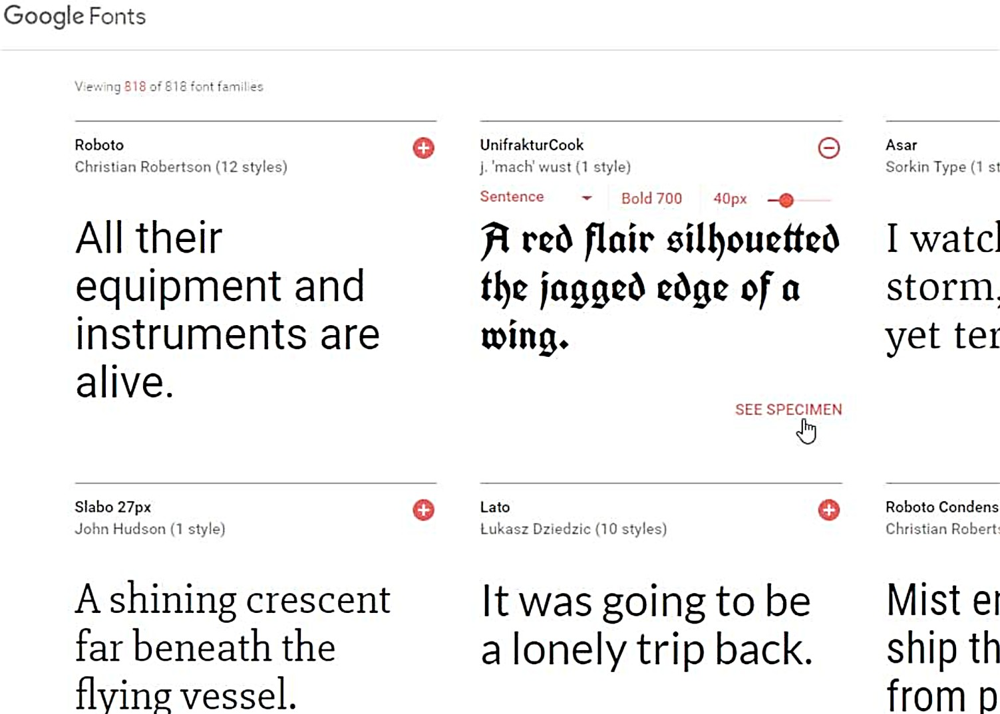 Google Fonts
Viewing 818 of 818 font families
Roboto
Christian Robertson (12 styles)
All their
equipment and
instruments are
alive.
UnifrakturCook
j. 'mach' wust (1 style)
Sentence
Bold 700
40px
A red flair silhouetted
the jagged edge of a
wing.
SEE SPECIMEN
Asar
Sorkin Type (1 st
I watch
storm,
yet ter
Slabo 27px
John Hudson (1 style)
A shining crescent
far beneath the
flying vessel.
Lato
Łukasz Dziedzic (10 styles)
It was going to be
a lonely trip back.
Roboto Condens
Christian Roberts
Mist en
ship th
from p